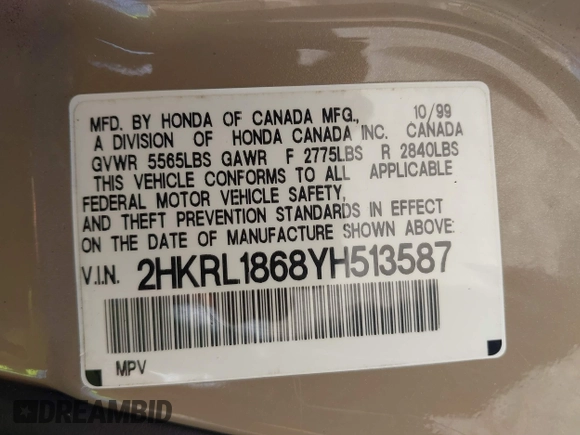 MFD. BY HONDA OF CANADA MFG., 10/99
A DIVISION OF HONDA CANADA INC. CANADA
GVWR 5565LBS GAWR F 2775LBS R 2840LBS
THIS VEHICLE CONFORMS TO ALL APPLICABLE
FEDERAL MOTOR VEHICLE SAFETY,
AND THEFT PREVENTION STANDARDS IN EFFECT
ON THE DATE OF MANUFACTURE SHOWN ABOVE.
V.I.N. 2HKRL1868YH513587
MPV
DREAMBID